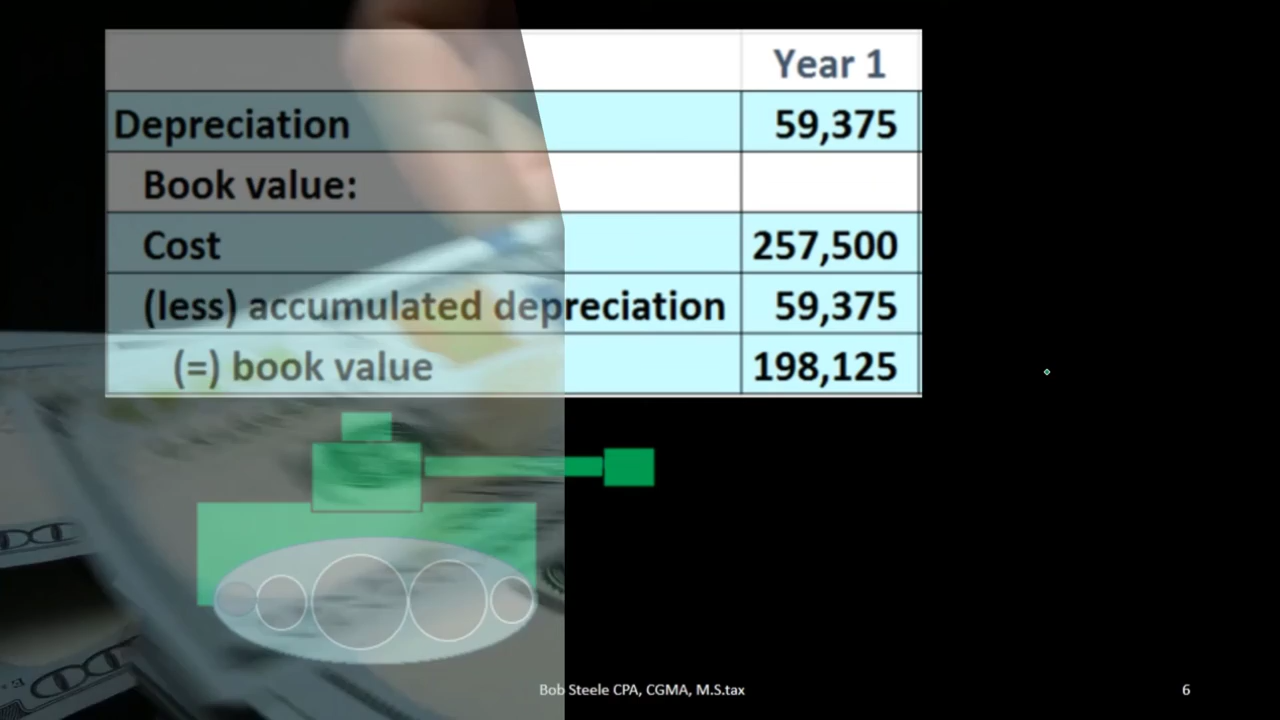 Year 1
Depreciation 59,375
Book value:
Cost 257,500
(less) accumulated depreciation 59,375
(=) book value 198,125
Bob Steele CPA, CGMA, M.S.tax 6